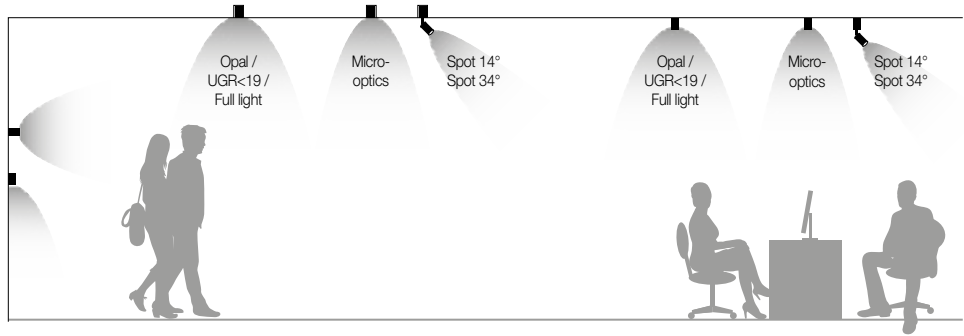 Opal /
UGR<19 /
Full light
Micro-
optics
Spot 14°
Spot 34°
Opal /
UGR<19 /
Full light
Micro-
optics
Spot 14°
Spot 34°